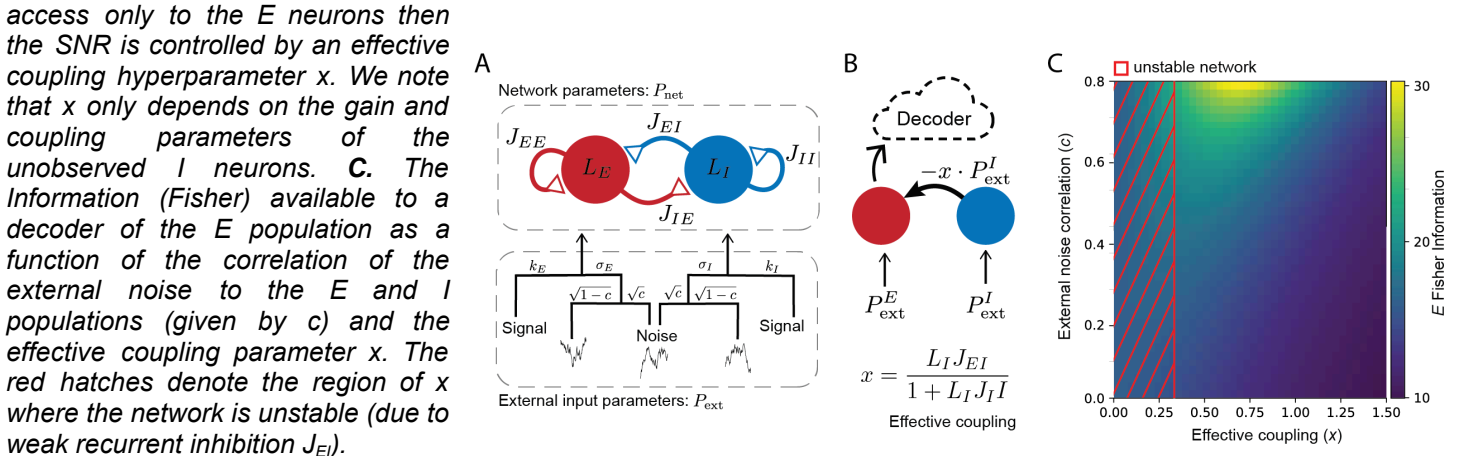 access only to the E neurons then
the SNR is controlled by an effective
coupling hyperparameter x. We note
that x only depends on the gain and
coupling parameters of the
unobserved I neurons. C. The
Information (Fisher) available to a
decoder of the E population as a
function of the correlation of the
external noise to the E and I
populations (given by c) and the
effective coupling parameter x. The
red hatches denote the region of x
where the network is unstable (due to
weak recurrent inhibition J_EI).
A
Network parameters: P_net
J_EE
J_EI
L_E
L_I
J_II
J_IE
k_E
σ_E
σ_I
k_I
√1−c
√c
√c
√1−c
Signal
Noise
Signal
External input parameters: P_ext
B
Decoder
−x · P^I_ext
P^E_ext
P^I_ext
x = L_I J_EI / 1 + L_I J_I I
Effective coupling
C
unstable network
External noise correlation (c)
0.8
0.6
0.4
0.2
0.0
0.00 0.25 0.50 0.75 1.00 1.25 1.50
Effective coupling (x)
30
20
10
E Fisher Information